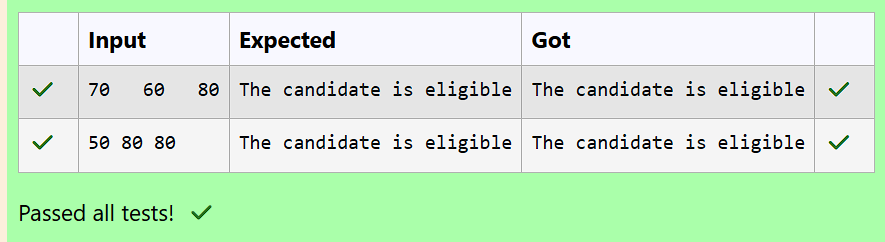 Input Expected Got
70   60   80 The candidate is eligible The candidate is eligible
50 80 80 The candidate is eligible The candidate is eligible
Passed all tests!